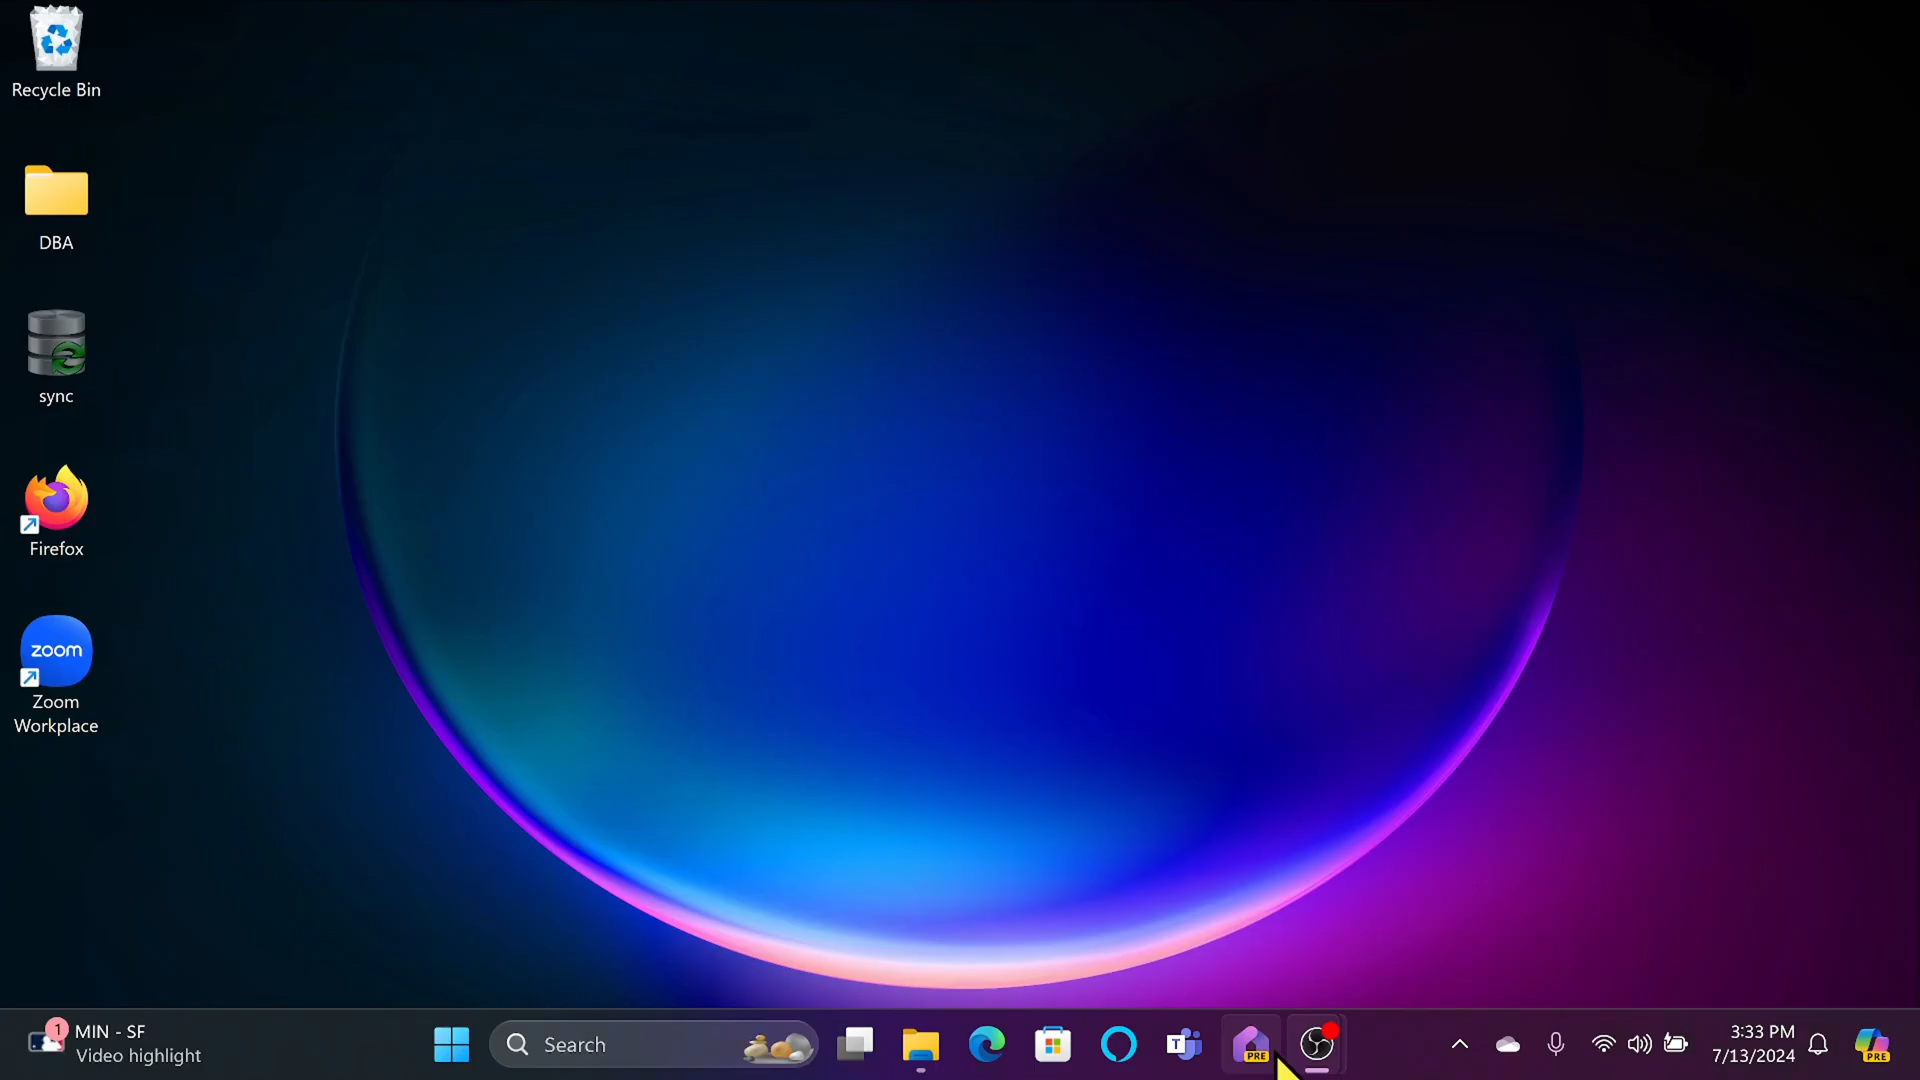 Recycle Bin
DBA
sync
Firefox
zoom
Zoom
Workplace
1
MIN - SF
Video highlight
Search
T
PRE
3:33 PM
7/13/2024
PRE